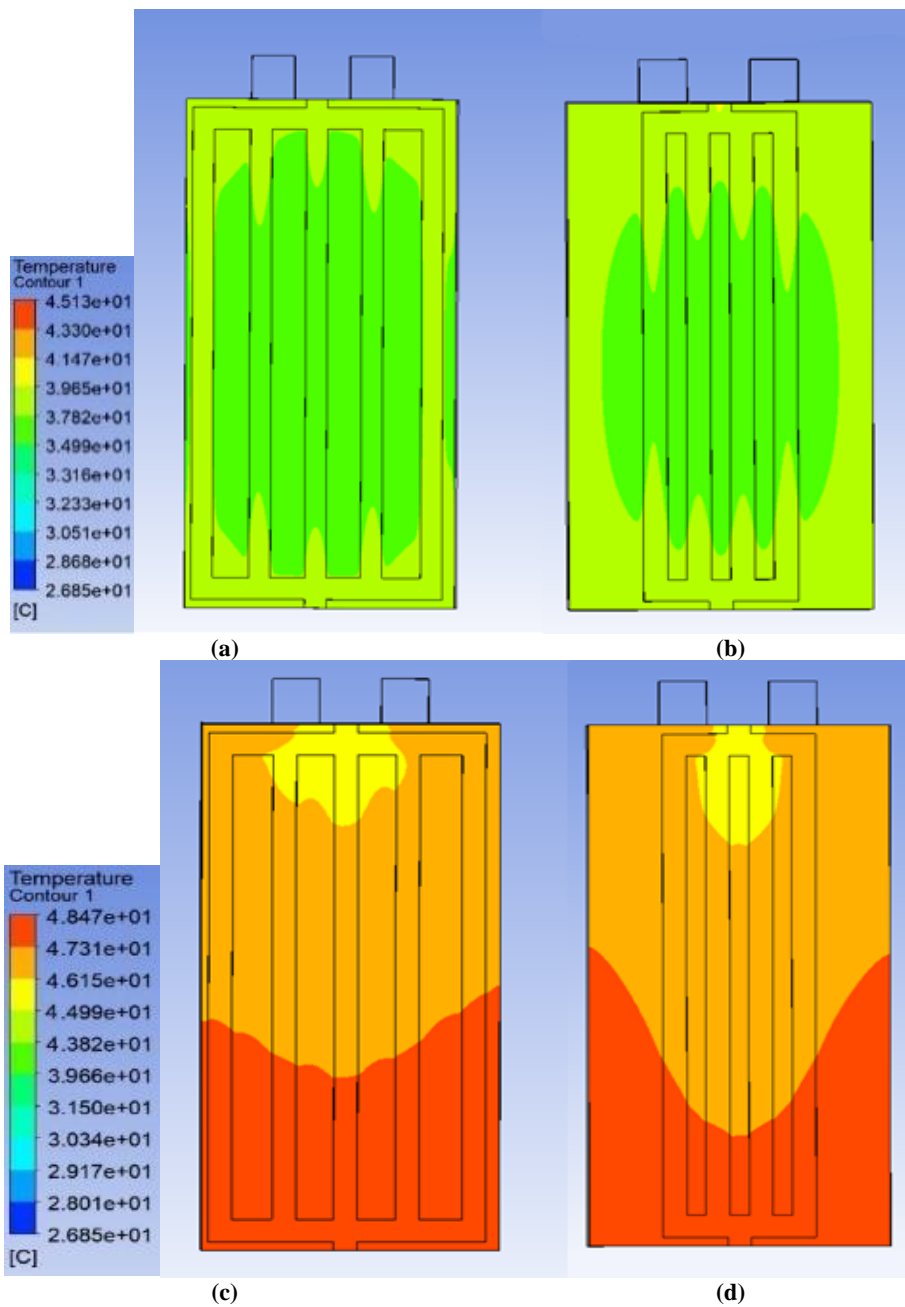 Temperature
Contour 1
4.513e+01
4.330e+01
4.147e+01
3.965e+01
3.782e+01
3.499e+01
3.316e+01
3.233e+01
3.051e+01
2.868e+01
2.685e+01
[C]
(a)
(b)
Temperature
Contour 1
4.847e+01
4.731e+01
4.615e+01
4.499e+01
4.382e+01
3.966e+01
3.150e+01
3.034e+01
2.917e+01
2.801e+01
2.685e+01
[C]
(c)
(d)